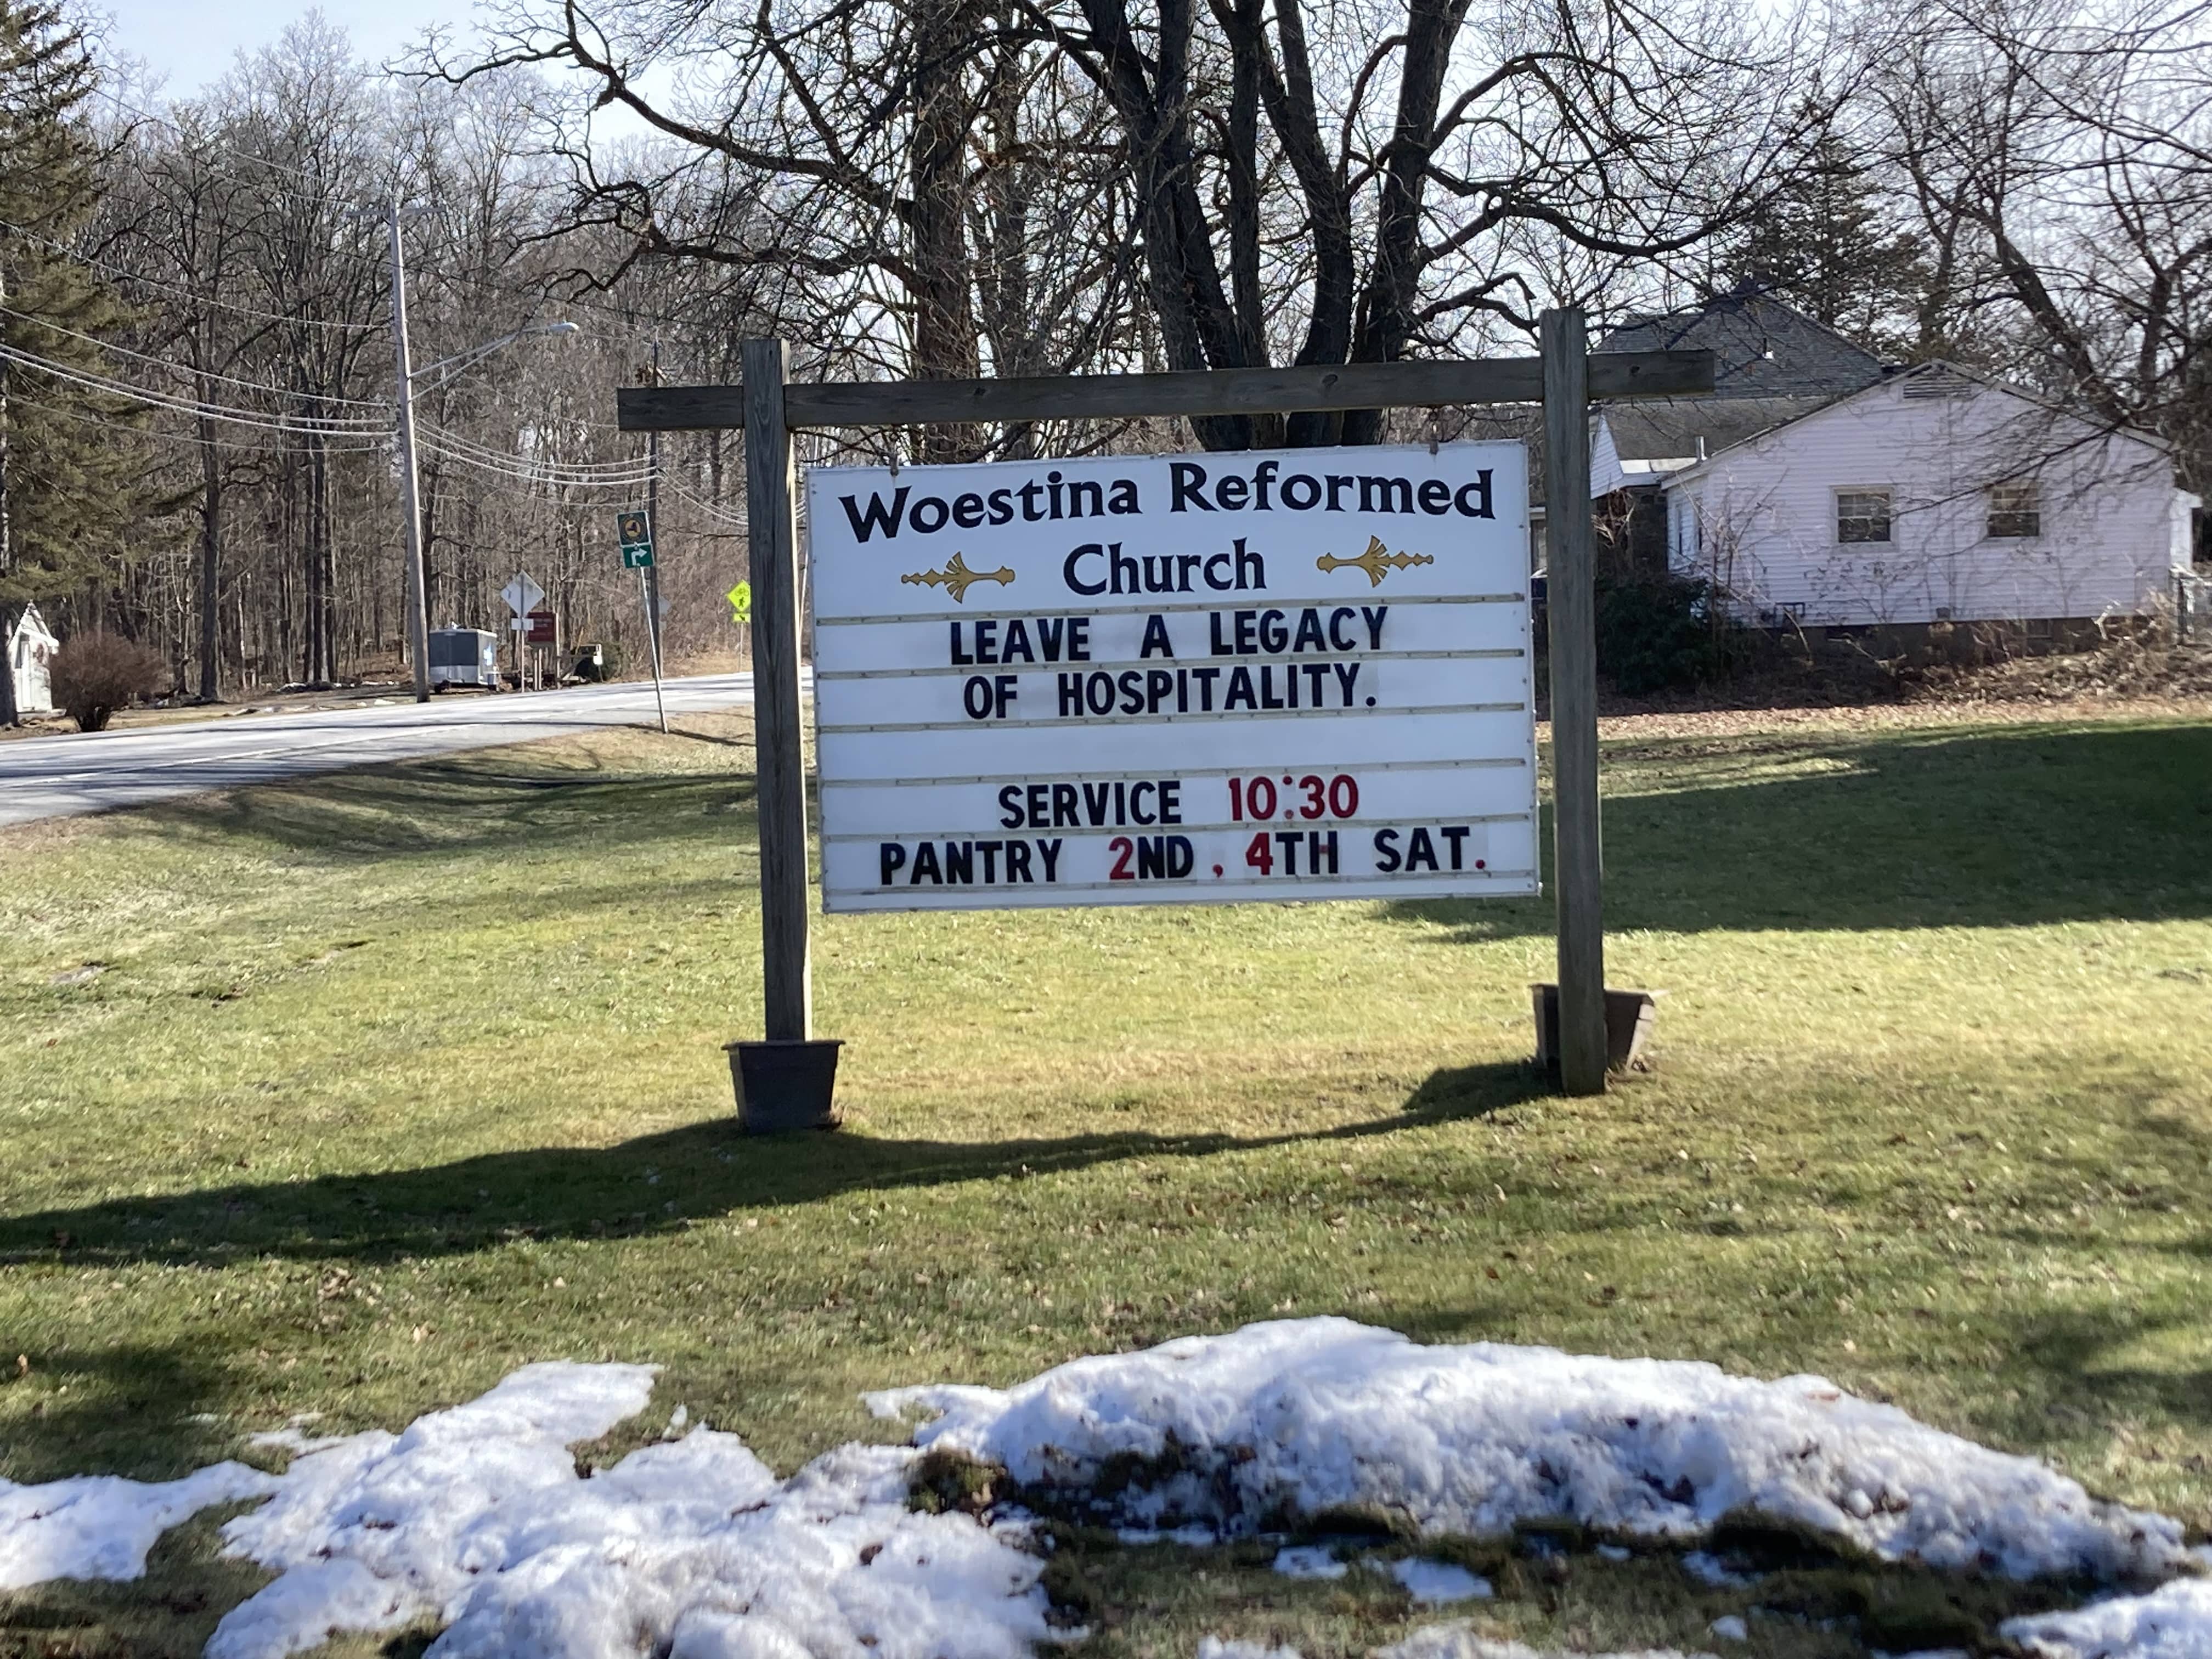 Woestina Reformed
Church
LEAVE A LEGACY
OF HOSPITALITY.
SERVICE 10:30
PANTRY 2ND, 4TH SAT.